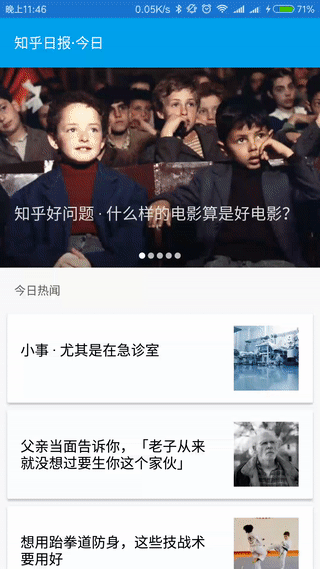 晚上11:46 0.05K/s 71%
知乎日报·今日
知乎好问题 · 什么样的电影算是好电影？
今日热闻
小事 · 尤其是在急诊室
父亲当面告诉你，「老子从来
就没想过要生你这个家伙」
想用跆拳道防身，这些技战术
要用好